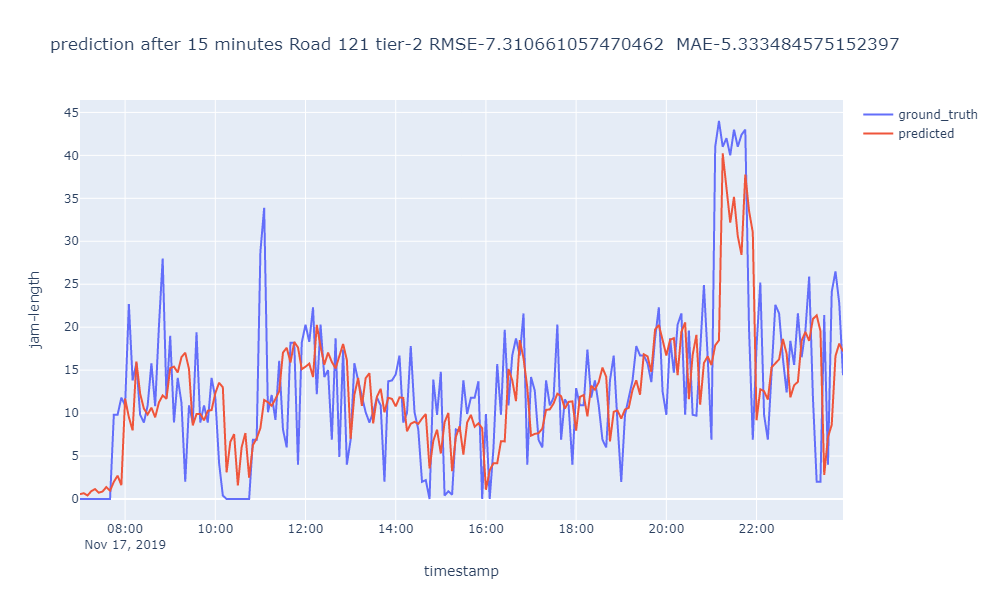 prediction after 15 minutes Road 121 tier-2 RMSE-7.310661057470462  MAE-5.333484575152397
ground_truth
predicted
jam-length
45
40
35
30
25
20
15
10
5
0
08:00 10:00 12:00 14:00 16:00 18:00 20:00 22:00
Nov 17, 2019
timestamp